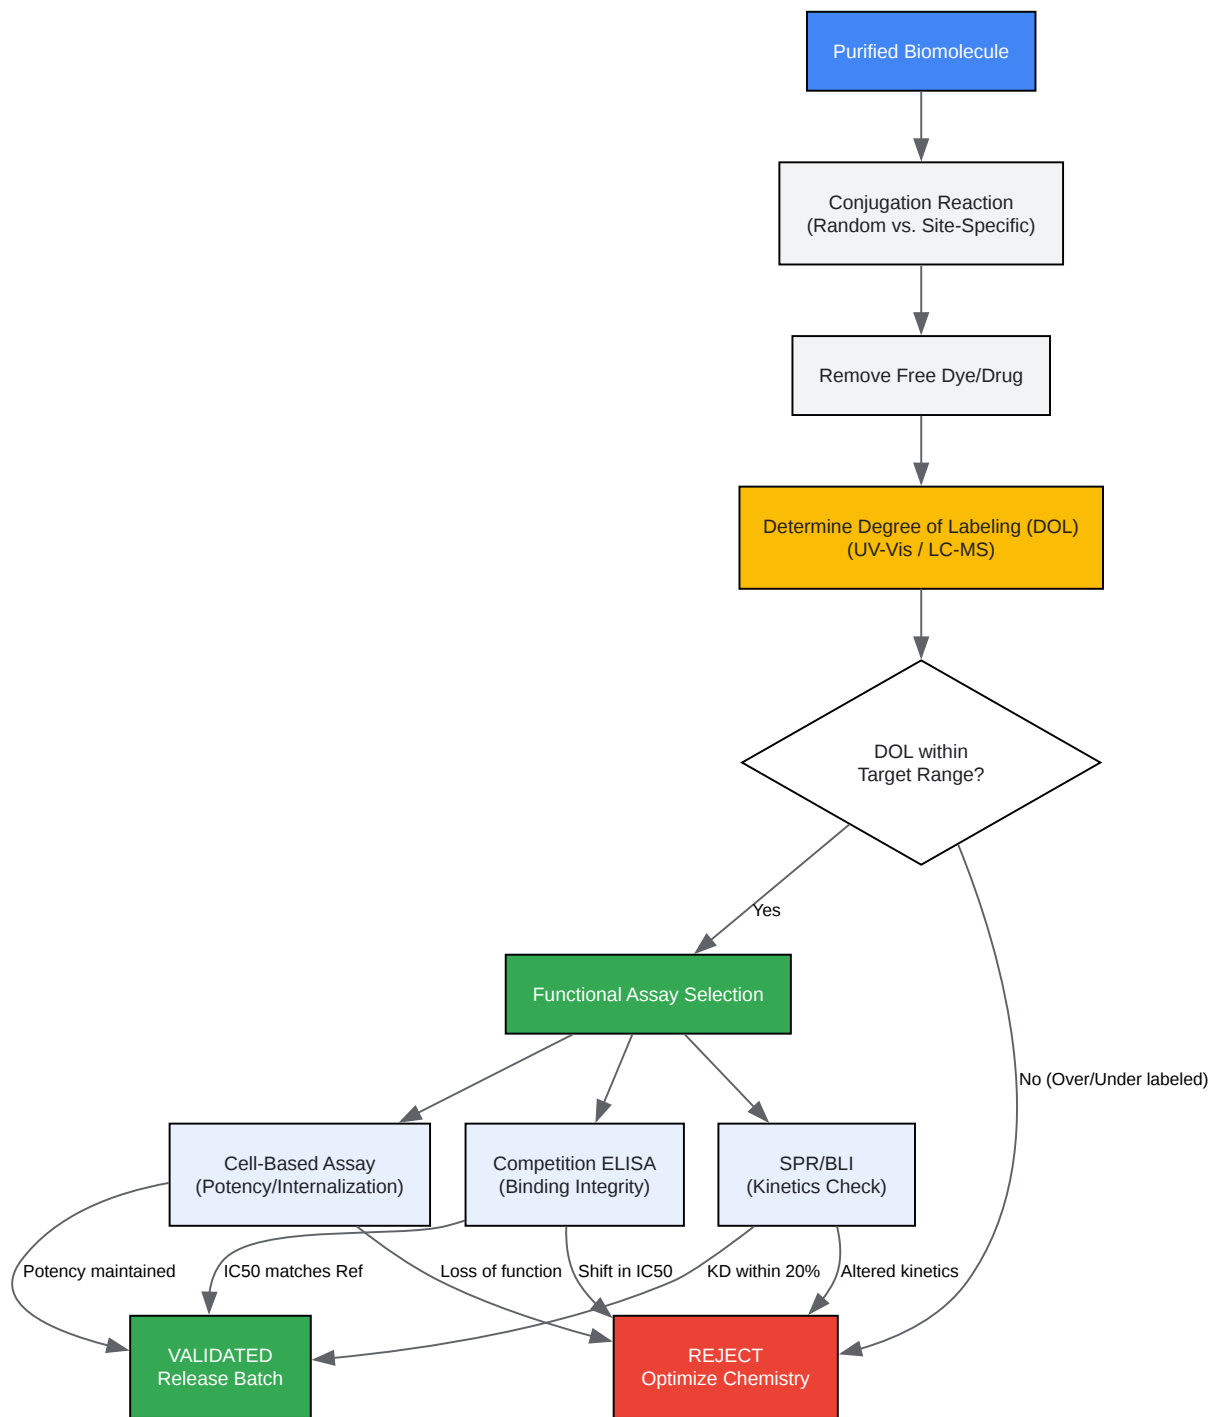 Purified Biomolecule
Conjugation Reaction
(Random vs. Site-Specific)
Remove Free Dye/Drug
Determine Degree of Labeling (DOL)
(UV-Vis / LC-MS)
DOL within
Target Range?
Yes
Functional Assay Selection
No (Over/Under labeled)
Cell-Based Assay
(Potency/Internalization)
Competition ELISA
(Binding Integrity)
SPR/BLI
(Kinetics Check)
Potency maintained
IC50 matches Ref
Loss of function
Shift in IC50
KD within 20%
Altered kinetics
VALIDATED
Release Batch
REJECT
Optimize Chemistry